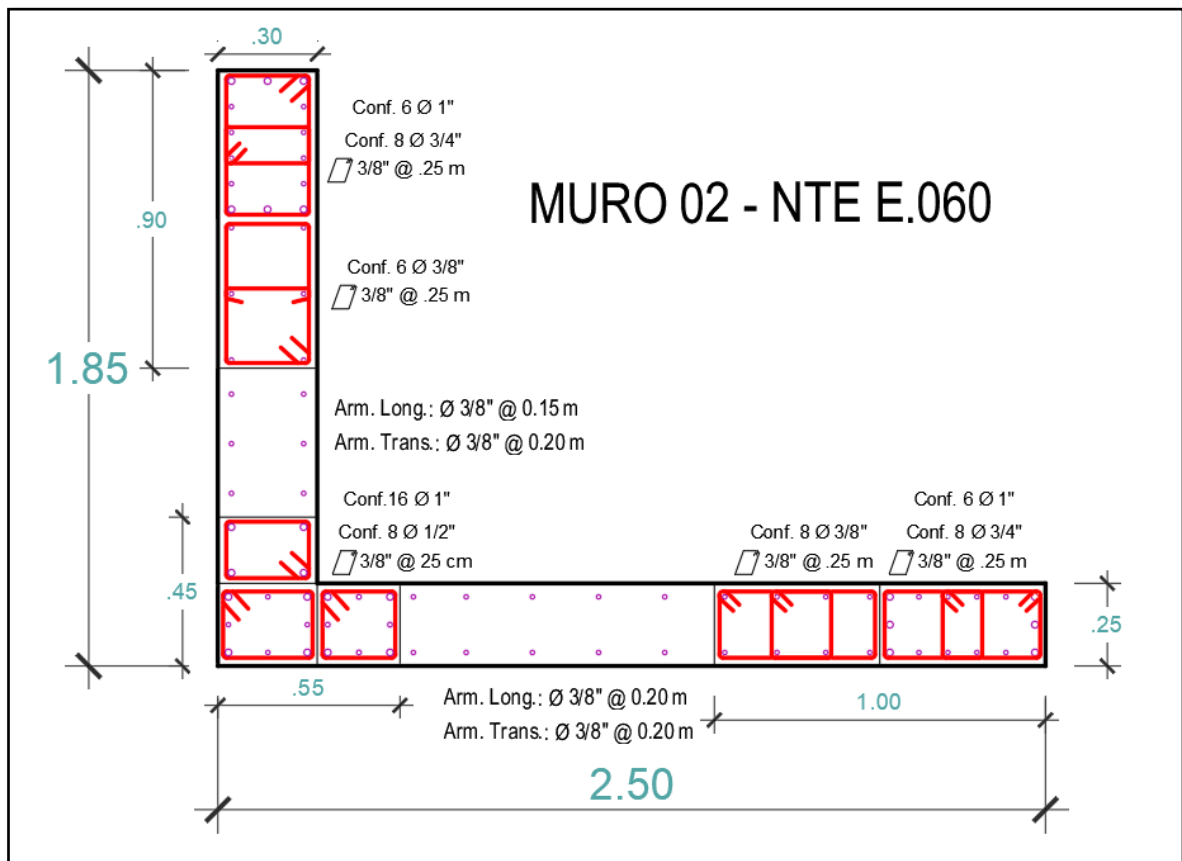 .30
Conf. 6 Ø 1"
Conf. 8 Ø 3/4"
3/8" @ .25 m
MURO 02 - NTE E.060
.90
Conf. 6 Ø 3/8"
3/8" @ .25 m
1.85
Arm. Long.: Ø 3/8" @ 0.15 m
Arm. Trans.: Ø 3/8" @ 0.20 m
Conf.16 Ø 1"
Conf. 8 Ø 1/2"
3/8" @ 25 cm
Conf. 8 Ø 3/8"
3/8" @ .25 m
Conf. 6 Ø 1"
Conf. 8 Ø 3/4"
3/8" @ .25 m
.45
.25
.55
Arm. Long.: Ø 3/8" @ 0.20 m
Arm. Trans.: Ø 3/8" @ 0.20 m
1.00
2.50